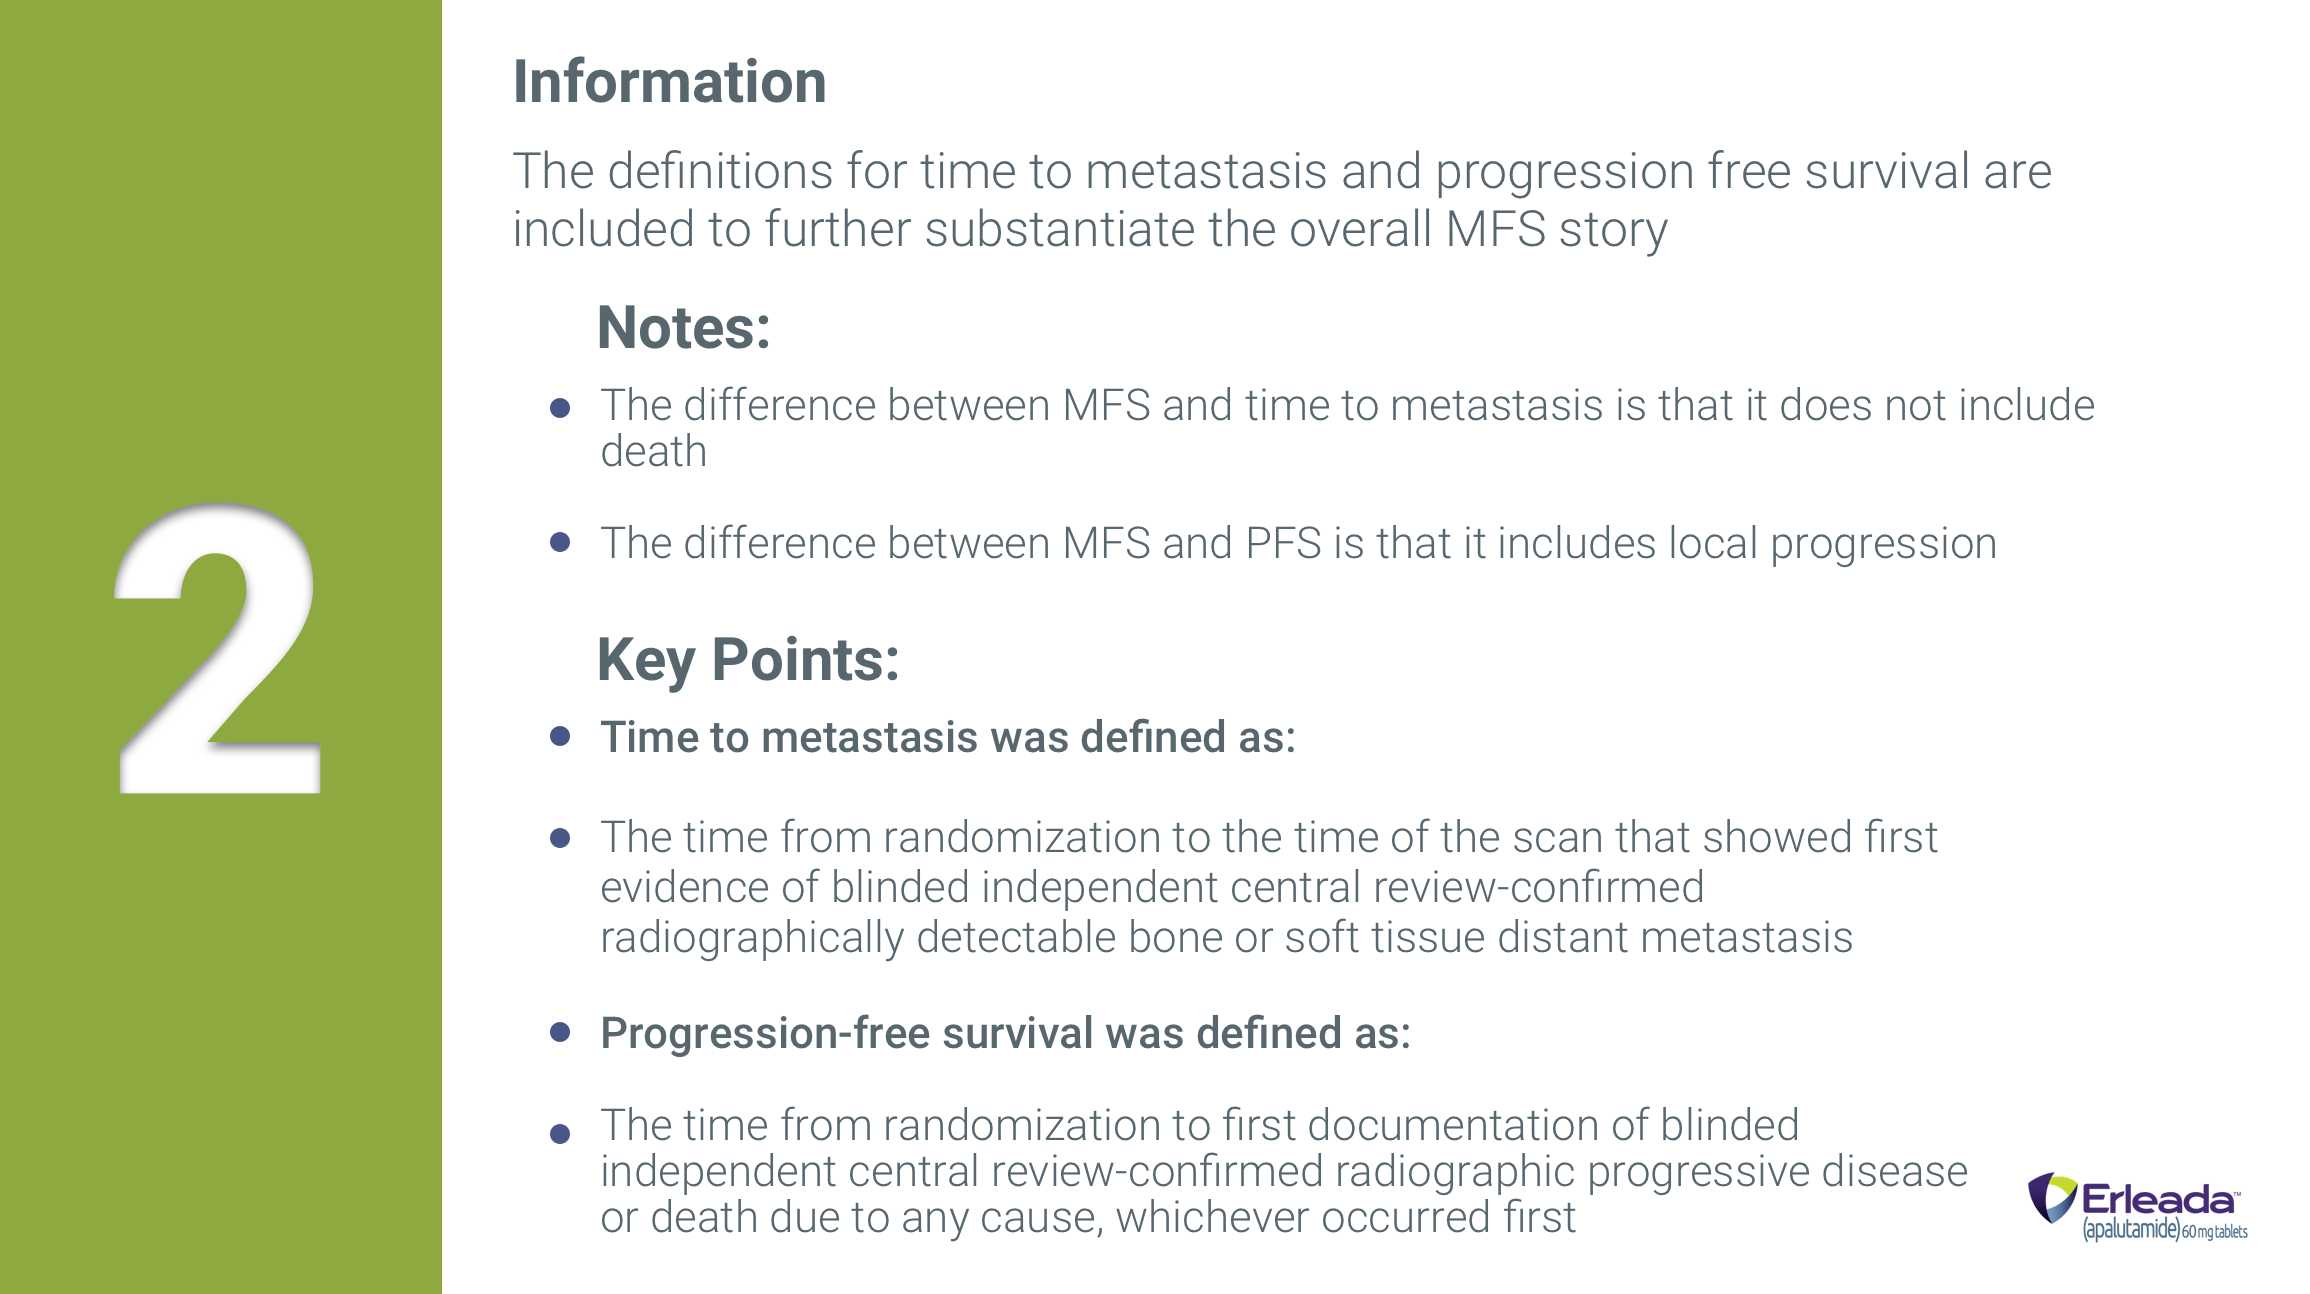 Information
The definitions for time to metastasis and progression free survival are
included to further substantiate the overall MFS story
Notes:
The difference between MFS and time to metastasis is that it does not include
death
The difference between MFS and PFS is that it includes local progression
2
Key Points:
Time to metastasis was defined as:
The time from randomization to the time of the scan that showed first
evidence of blinded independent central review-confirmed
radiographically detectable bone or soft tissue distant metastasis
Progression-free survival was defined as:
The time from randomization to first documentation of blinded
independent central review-confirmed radiographic progressive disease
or death due to any cause, whichever occurred first
Erleada™
(apalutamide) 60 mg tablets